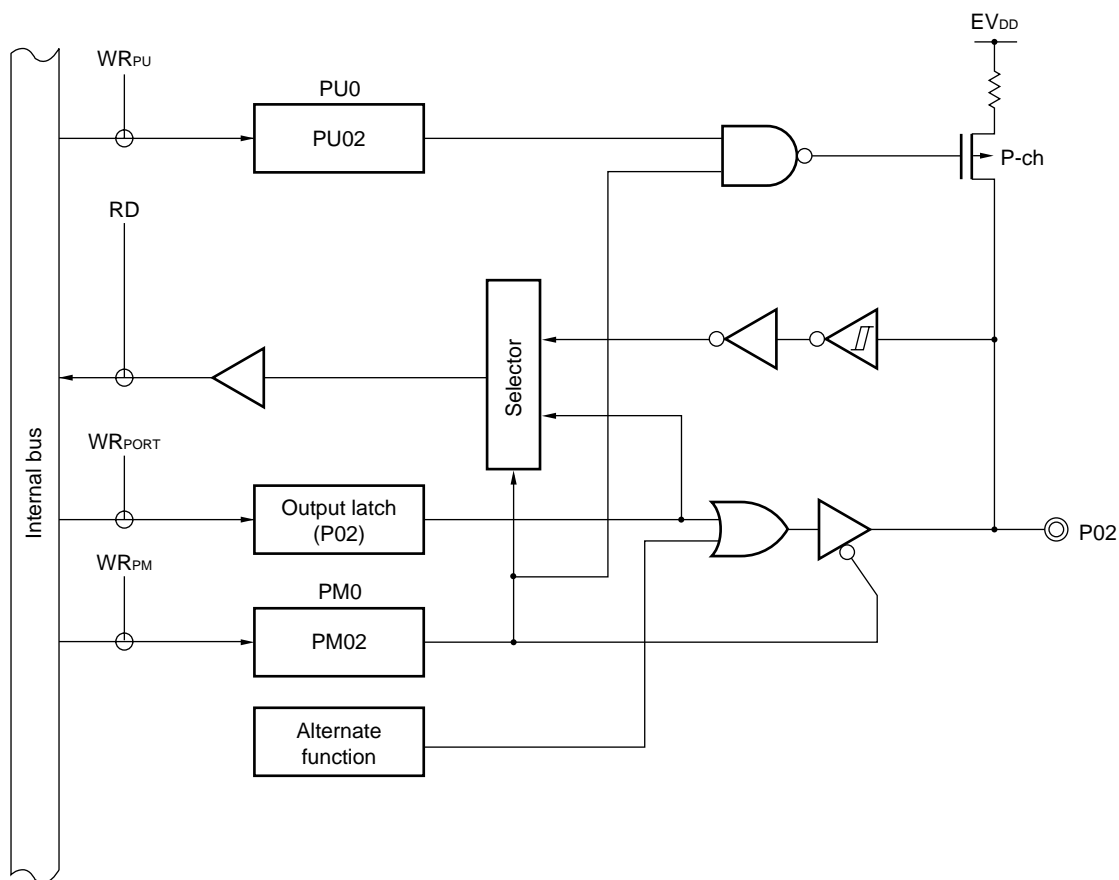 EVDD
WRPU
PU0
PU02
P-ch
RD
Selector
Internal bus
WRPORT
Output latch
(P02)
P02
WRPM
PM0
PM02
Alternate
function